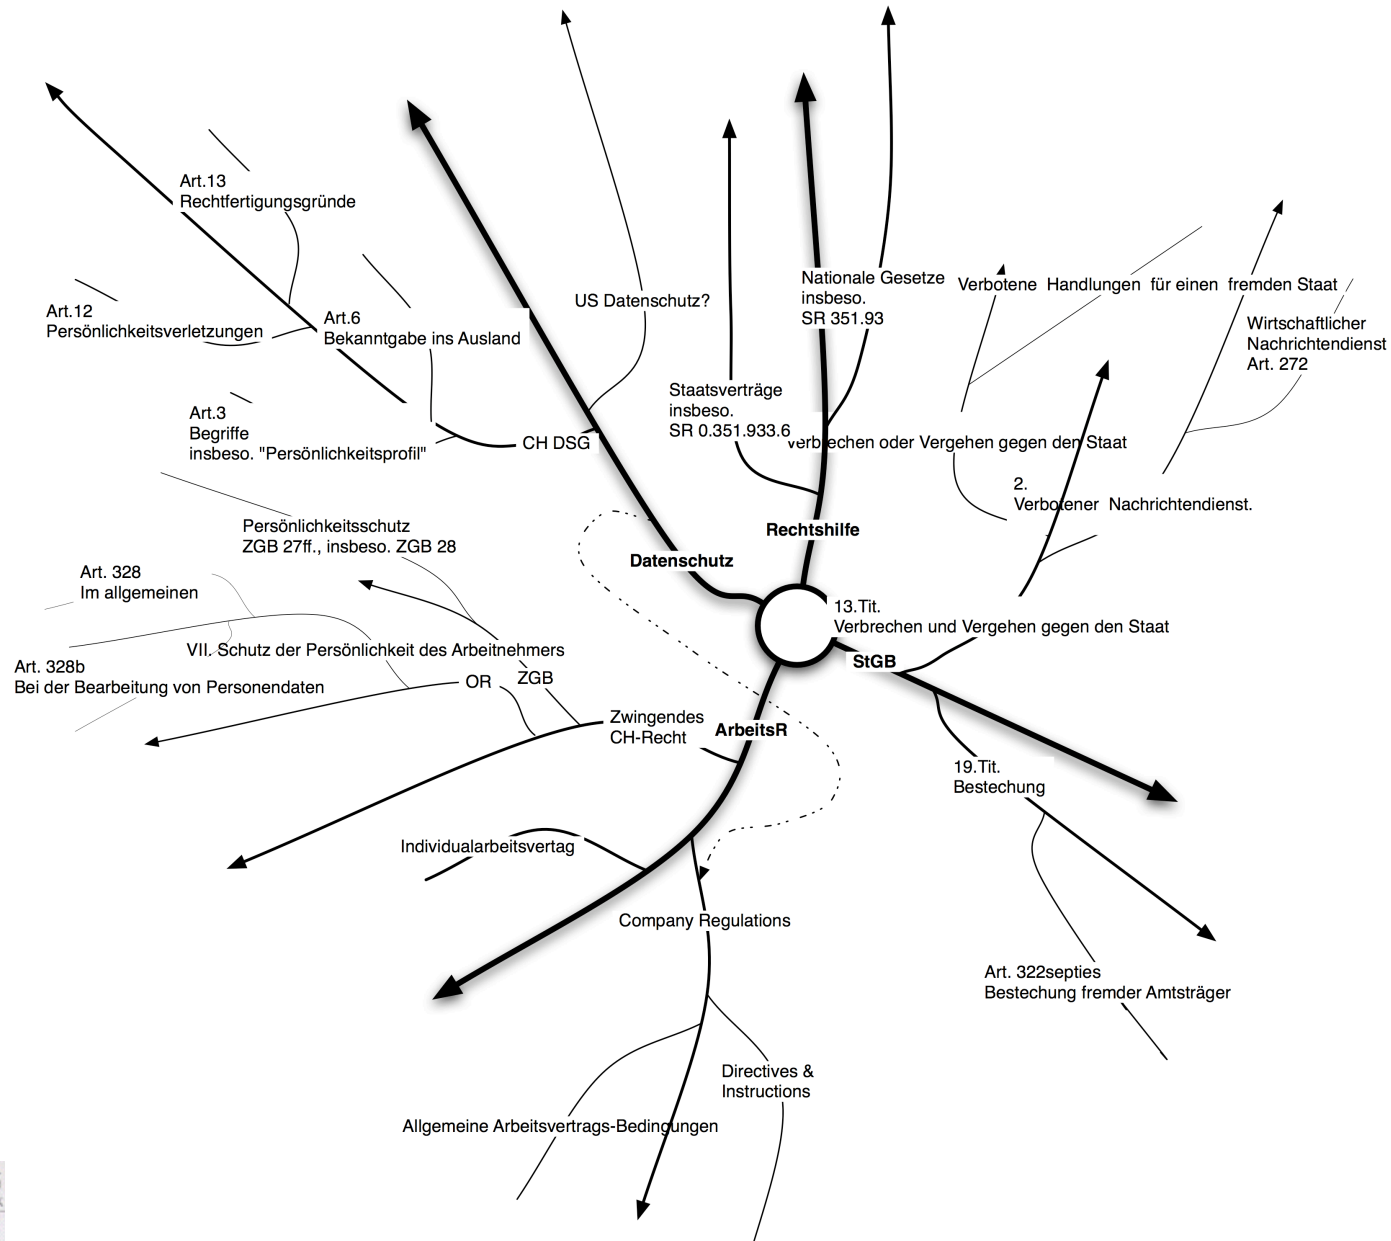 Art.13
Rechtfertigungsgründe
Art.12
Persönlichkeitsverletzungen
Art.6
Bekanntgabe ins Ausland
Art.3
Begriffe
insbeso. "Persönlichkeitsprofil"
CH DSG
US Datenschutz?
Datenschutz
Staatsverträge
insbeso.
SR 0.351.933.6
Nationale Gesetze
insbeso.
SR 351.93
Rechtshilfe
Verbotene Handlungen für einen fremden Staat
Wirtschaftlicher
Nachrichtendienst
Art. 272
Verbrechen oder Vergehen gegen den Staat
2.
Verbotener Nachrichtendienst.
13.Tit.
Verbrechen und Vergehen gegen den Staat
StGB
19.Tit.
Bestechung
Art. 322septies
Bestechung fremder Amtsträger
Persönlichkeitsschutz
ZGB 27ff., insbeso. ZGB 28
Art. 328
Im allgemeinen
VII. Schutz der Persönlichkeit des Arbeitnehmers
Art. 328b
Bei der Bearbeitung von Personendaten
OR
ZGB
Zwingendes
CH-Recht
ArbeitsR
Individualarbeitsvertag
Company Regulations
Directives &
Instructions
Allgemeine Arbeitsvertrags-Bedingungen